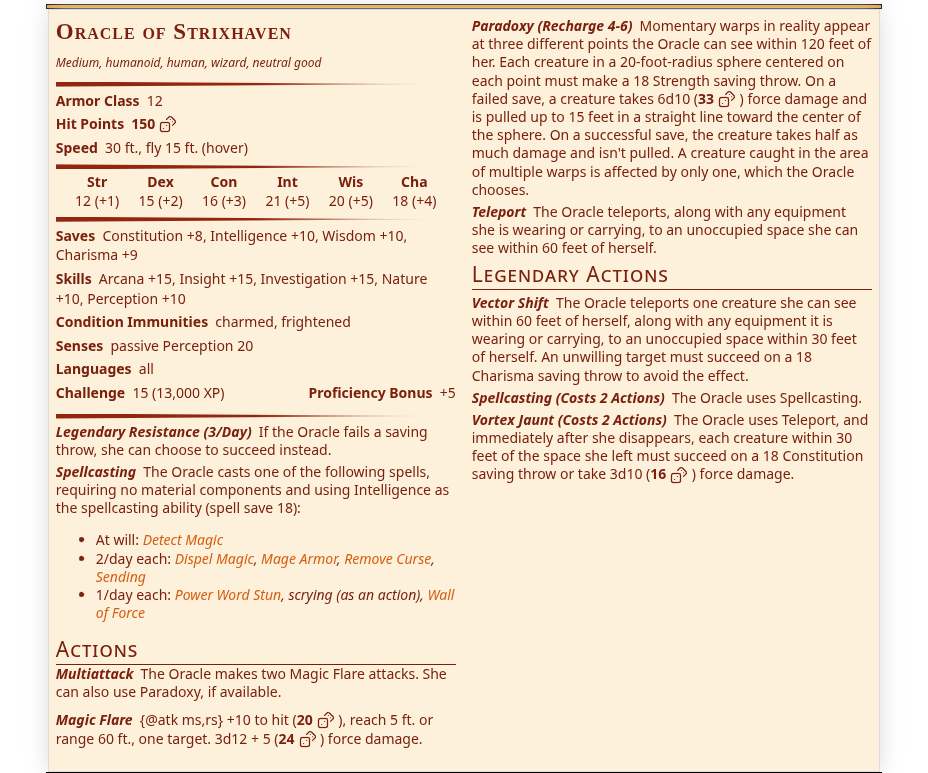 Oracle of Strixhaven
Medium, humanoid, human, wizard, neutral good
Armor Class 12
Hit Points 150
Speed 30 ft., fly 15 ft. (hover)
Str Dex Con Int Wis Cha
12 (+1) 15 (+2) 16 (+3) 21 (+5) 20 (+5) 18 (+4)
Saves Constitution +8, Intelligence +10, Wisdom +10,
Charisma +9
Skills Arcana +15, Insight +15, Investigation +15, Nature
+10, Perception +10
Condition Immunities charmed, frightened
Senses passive Perception 20
Languages all
Challenge 15 (13,000 XP) Proficiency Bonus +5
Legendary Resistance (3/Day) If the Oracle fails a saving
throw, she can choose to succeed instead.
Spellcasting The Oracle casts one of the following spells,
requiring no material components and using Intelligence as
the spellcasting ability (spell save 18):
• At will: Detect Magic
• 2/day each: Dispel Magic, Mage Armor, Remove Curse,
Sending
• 1/day each: Power Word Stun, scrying (as an action), Wall
of Force
Actions
Multiattack The Oracle makes two Magic Flare attacks. She
can also use Paradoxy, if available.
Magic Flare {@atk ms,rs} +10 to hit (20 ), reach 5 ft. or
range 60 ft., one target. 3d12 + 5 (24 ) force damage.
Paradoxy (Recharge 4-6) Momentary warps in reality appear
at three different points the Oracle can see within 120 feet of
her. Each creature in a 20-foot-radius sphere centered on
each point must make a 18 Strength saving throw. On a
failed save, a creature takes 6d10 (33 ) force damage and
is pulled up to 15 feet in a straight line toward the center of
the sphere. On a successful save, the creature takes half as
much damage and isn't pulled. A creature caught in the area
of multiple warps is affected by only one, which the Oracle
chooses.
Teleport The Oracle teleports, along with any equipment
she is wearing or carrying, to an unoccupied space she can
see within 60 feet of herself.
Legendary Actions
Vector Shift The Oracle teleports one creature she can see
within 60 feet of herself, along with any equipment it is
wearing or carrying, to an unoccupied space within 30 feet
of herself. An unwilling target must succeed on a 18
Charisma saving throw to avoid the effect.
Spellcasting (Costs 2 Actions) The Oracle uses Spellcasting.
Vortex Jaunt (Costs 2 Actions) The Oracle uses Teleport, and
immediately after she disappears, each creature within 30
feet of the space she left must succeed on a 18 Constitution
saving throw or take 3d10 (16 ) force damage.